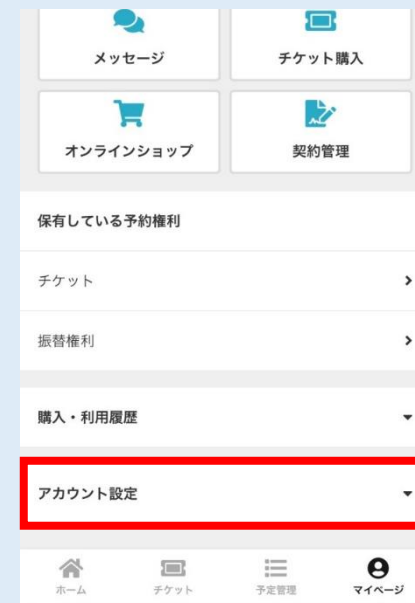 メッセージ
チケット購入
オンラインショップ
契約管理
保有している予約権利
チケット
振替権利
購入・利用履歴
アカウント設定
ホーム
チケット
予定管理
マイページ